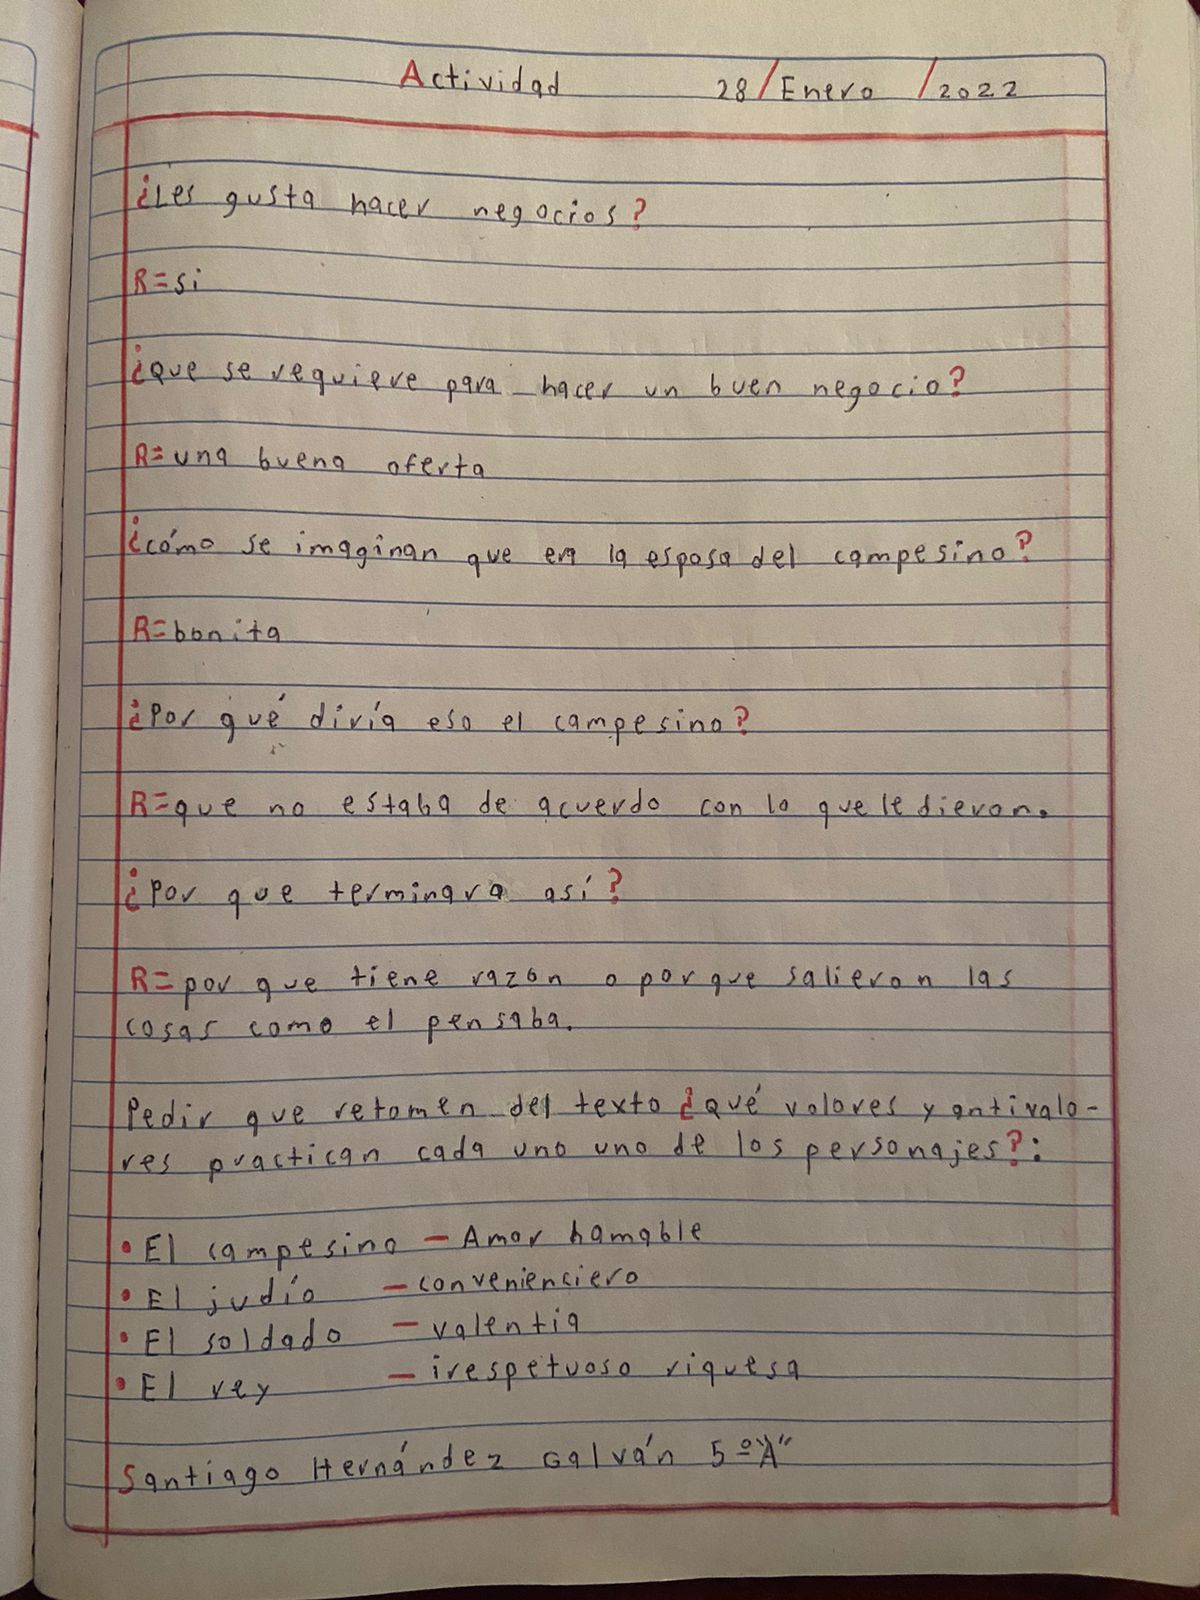 Actividad 28/Enero/2022
¿Les gusta hacer negocios?
R=si
¿que se requiere para hacer un buen negocio?
R=una buena oferta
¿cómo se imaginan que era la esposa del campesino?
R=bonita
¿Por qué diría eso el campesino?
R=que no estaba de acuerdo con lo que le dieron.
¿Por que terminara así?
R=por que tiene razón o por que salieron las
cosas como el pensaba.
Pedir que retomen del texto ¿qué valores y antivalo-
res practican cada uno uno de los personajes?:
• El campesino - Amor hamable
• El judío - convenienciero
• El soldado - valentia
• El rey - irespetuoso riquesa
Santiago Hernández Galván 5º"A"